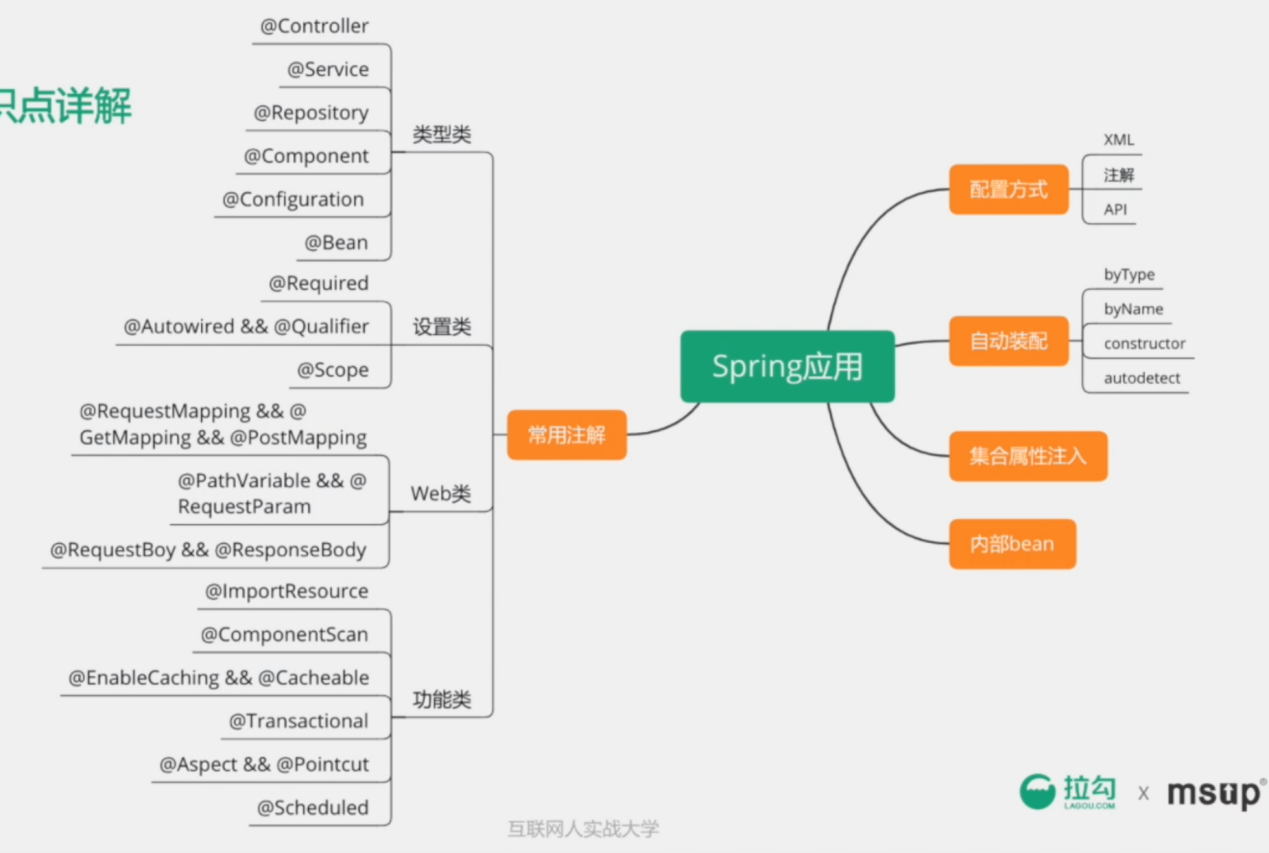 点详解
@Controller
@Service
@Repository
@Component
@Configuration
@Bean
类型类
@Required
@Autowired && @Qualifier
@Scope
设置类
@RequestMapping && @
GetMapping && @PostMapping
@PathVariable && @
RequestParam
@RequestBoy && @ResponseBody
Web类
@ImportResource
@ComponentScan
@EnableCaching && @Cacheable
@Transactional
@Aspect && @Pointcut
@Scheduled
功能类
常用注解
Spring应用
配置方式
XML
注解
API
自动装配
byType
byName
constructor
autodetect
集合属性注入
内部bean
拉勾
LAGOU.COM
x
msup®
互联网人实战大学